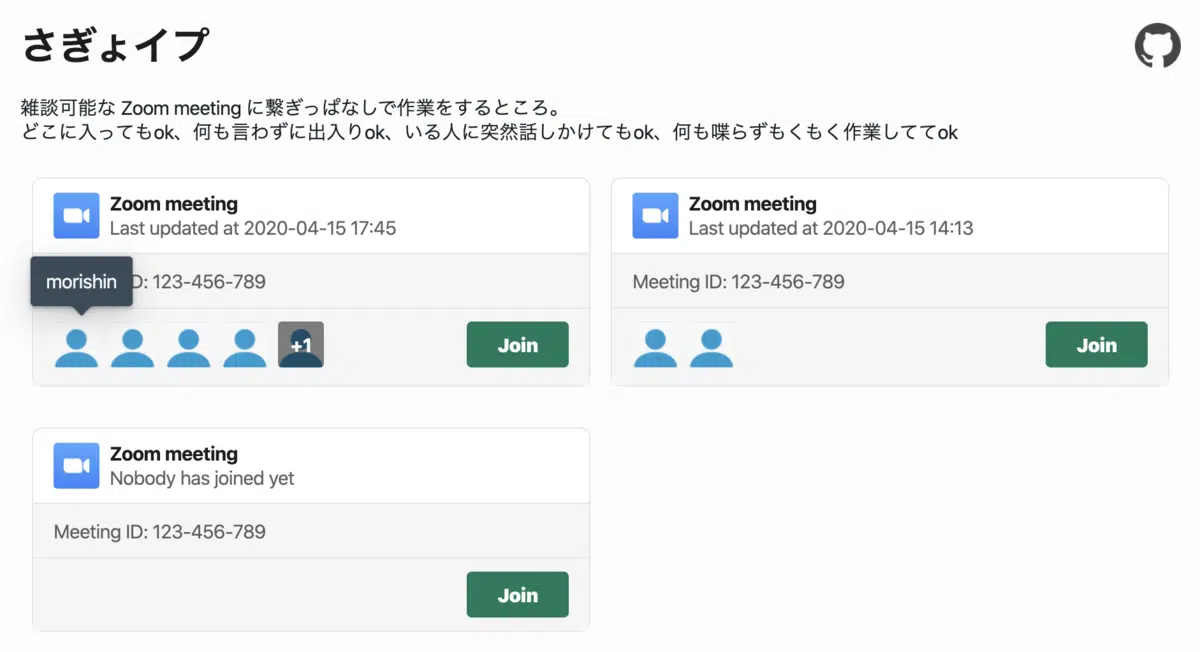 さぎょイプ
雑談可能な Zoom meeting に繋ぎっぱなしで作業をするところ。
どこに入ってもok、何も言わずに出入りok、いる人に突然話しかけてもok、何も喋らずもくもく作業しててok
Zoom meeting
Last updated at 2020-04-15 17:45
morishin
D: 123-456-789
+1
Join
Zoom meeting
Last updated at 2020-04-15 14:13
Meeting ID: 123-456-789
Join
Zoom meeting
Nobody has joined yet
Meeting ID: 123-456-789
Join